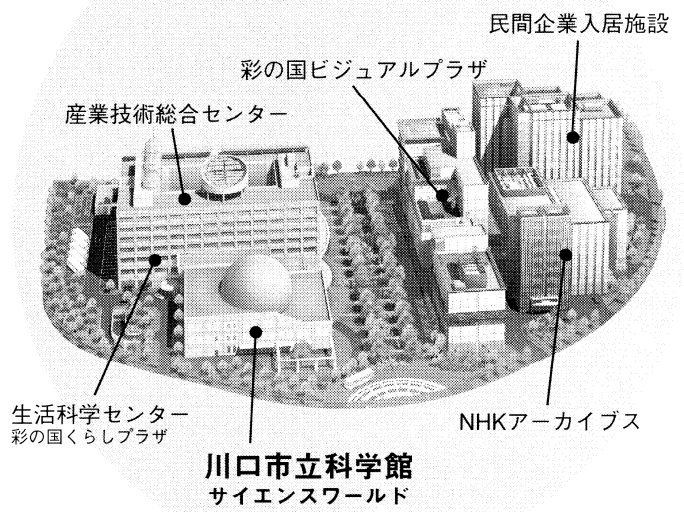 民間企業入居施設
彩の国ビジュアルプラザ
産業技術総合センター
生活科学センター
彩の国くらしプラザ
NHKアーカイブス
川口市立科学館
サイエンスワールド